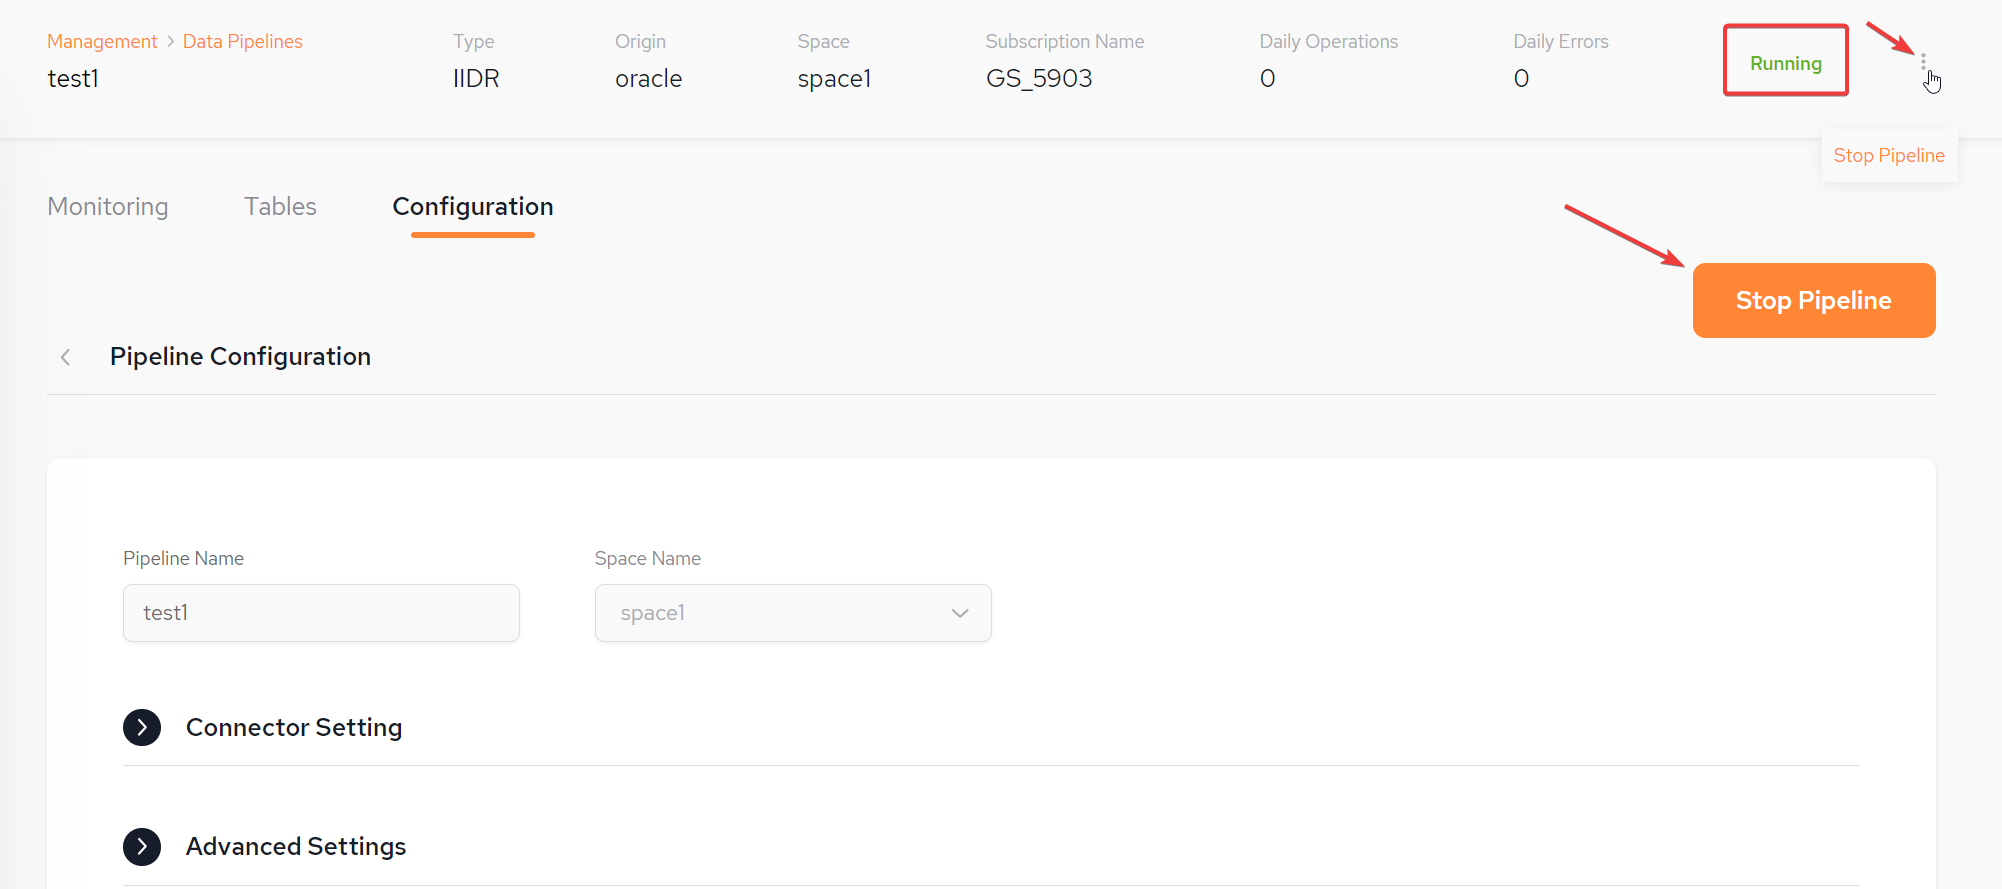 Management > Data Pipelines
test1
Type
IIDR
Origin
oracle
Space
space1
Subscription Name
GS_5903
Daily Operations
0
Daily Errors
0
Running
Stop Pipeline
Monitoring
Tables
Configuration
Stop Pipeline
Pipeline Configuration
Pipeline Name
test1
Space Name
space1
Connector Setting
Advanced Settings